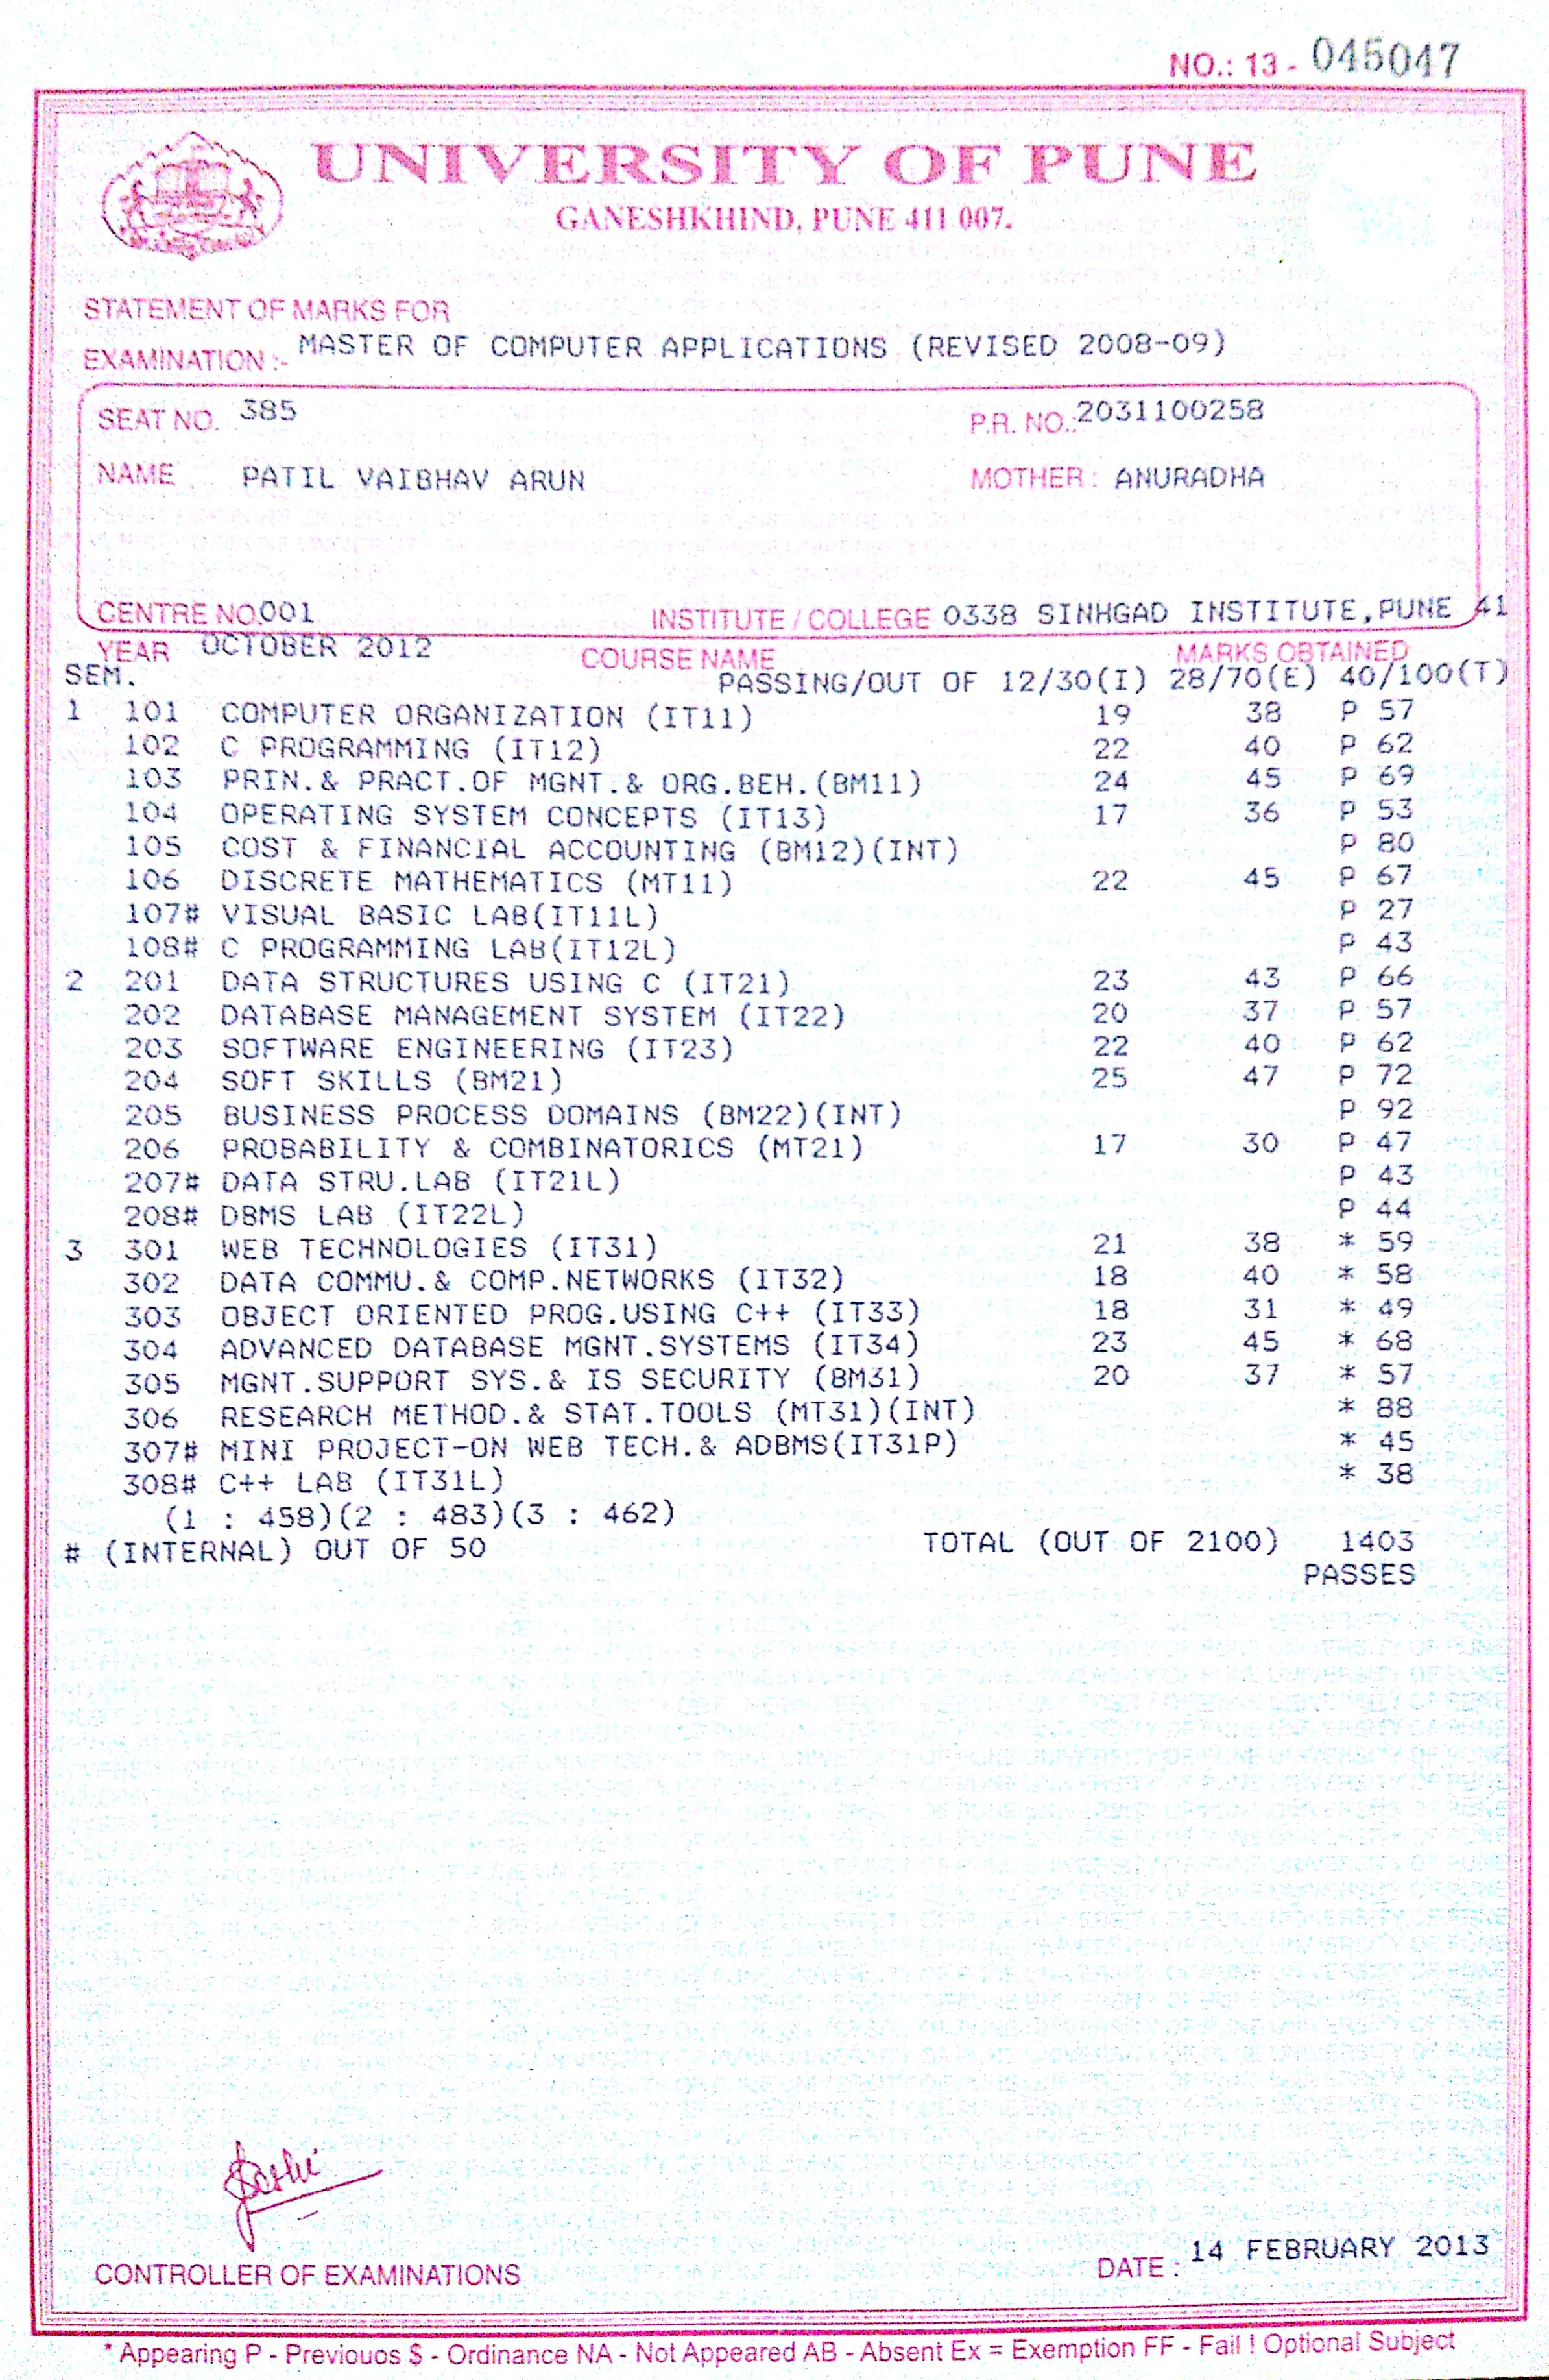 NO.: 13 - 045047
UNIVERSITY OF PUNE
GANESHKHIND, PUNE 411 007.
STATEMENT OF MARKS FOR
EXAMINATION :- MASTER OF COMPUTER APPLICATIONS (REVISED 2008-09)
SEAT NO. 385 P.R. NO.: 2031100258
NAME PATIL VAIBHAV ARUN MOTHER : ANURADHA
CENTRE NO. 001 INSTITUTE / COLLEGE 0338 SINHGAD INSTITUTE, PUNE 41
YEAR OCTOBER 2012 COURSE NAME MARKS OBTAINED
SEM. PASSING/OUT OF 12/30(I) 28/70(E) 40/100(T)
1 101 COMPUTER ORGANIZATION (IT11) 19 38 P 57
102 C PROGRAMMING (IT12) 22 40 P 62
103 PRIN.& PRACT.OF MGNT.& ORG.BEH.(BM11) 24 45 P 69
104 OPERATING SYSTEM CONCEPTS (IT13) 17 36 P 53
105 COST & FINANCIAL ACCOUNTING (BM12)(INT) P 80
106 DISCRETE MATHEMATICS (MT11) 22 45 P 67
107# VISUAL BASIC LAB(IT11L) P 27
108# C PROGRAMMING LAB(IT12L) P 43
2 201 DATA STRUCTURES USING C (IT21) 23 43 P 66
202 DATABASE MANAGEMENT SYSTEM (IT22) 20 37 P 57
203 SOFTWARE ENGINEERING (IT23) 22 40 P 62
204 SOFT SKILLS (BM21) 25 47 P 72
205 BUSINESS PROCESS DOMAINS (BM22)(INT) P 92
206 PROBABILITY & COMBINATORICS (MT21) 17 30 P 47
207# DATA STRU.LAB (IT21L) P 43
208# DBMS LAB (IT22L) P 44
3 301 WEB TECHNOLOGIES (IT31) 21 38 * 59
302 DATA COMMU.& COMP.NETWORKS (IT32) 18 40 * 58
303 OBJECT ORIENTED PROG.USING C++ (IT33) 18 31 * 49
304 ADVANCED DATABASE MGNT.SYSTEMS (IT34) 23 45 * 68
305 MGNT.SUPPORT SYS.& IS SECURITY (BM31) 20 37 * 57
306 RESEARCH METHOD.& STAT.TOOLS (MT31)(INT) * 88
307# MINI PROJECT-ON WEB TECH.& ADBMS(IT31P) * 45
308# C++ LAB (IT31L) * 38
(1 : 458)(2 : 483)(3 : 462)
# (INTERNAL) OUT OF 50 TOTAL (OUT OF 2100) 1403
PASSES
CONTROLLER OF EXAMINATIONS DATE : 14 FEBRUARY 2013
* Appearing P - Previouos $ - Ordinance NA - Not Appeared AB - Absent Ex = Exemption FF - Fail ! Optional Subject